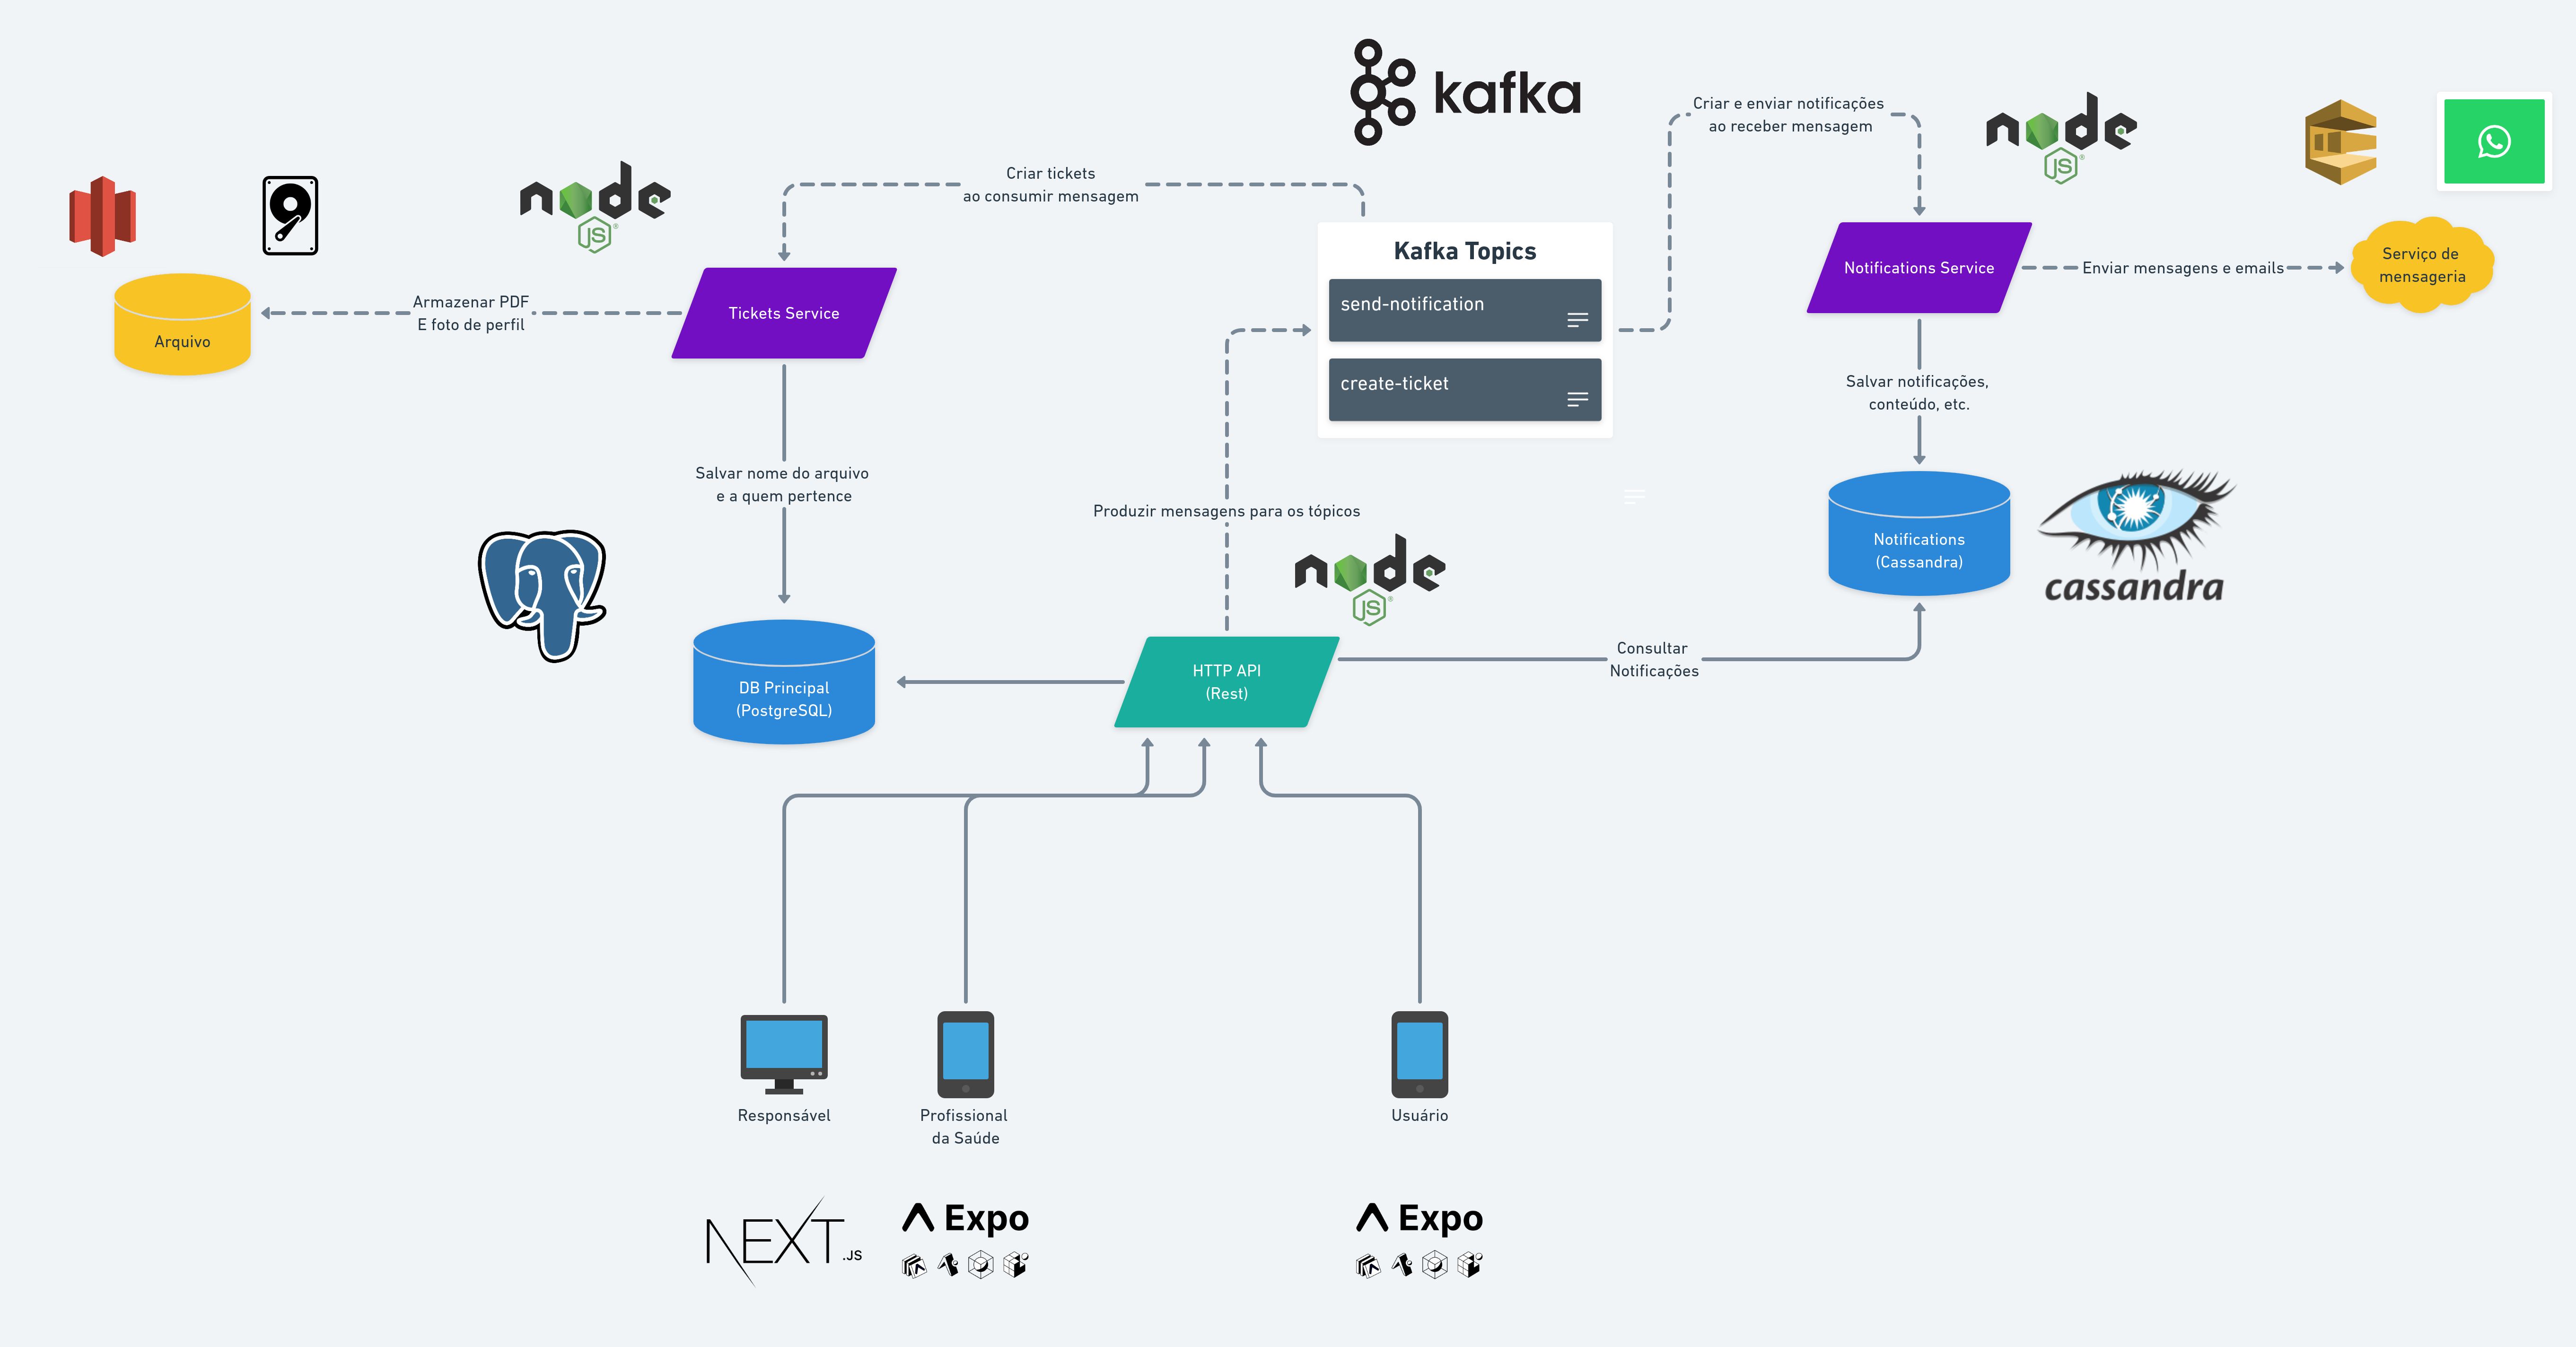 kafka
Criar e enviar notificações
ao receber mensagem
node
JS
Criar tickets
ao consumir mensagem
node
JS
Kafka Topics
send-notification
create-ticket
Notifications Service
Enviar mensagens e emails
Serviço de
mensageria
Tickets Service
Armazenar PDF
E foto de perfil
Arquivo
Salvar notificações,
conteúdo, etc.
Salvar nome do arquivo
e a quem pertence
Produzir mensagens para os tópicos
node
JS
Notifications
(Cassandra)
cassandra
HTTP API
(Rest)
Consultar
Notificações
DB Principal
(PostgreSQL)
Responsável
Profissional
da Saúde
Usuário
NEXT.JS
Expo
Expo